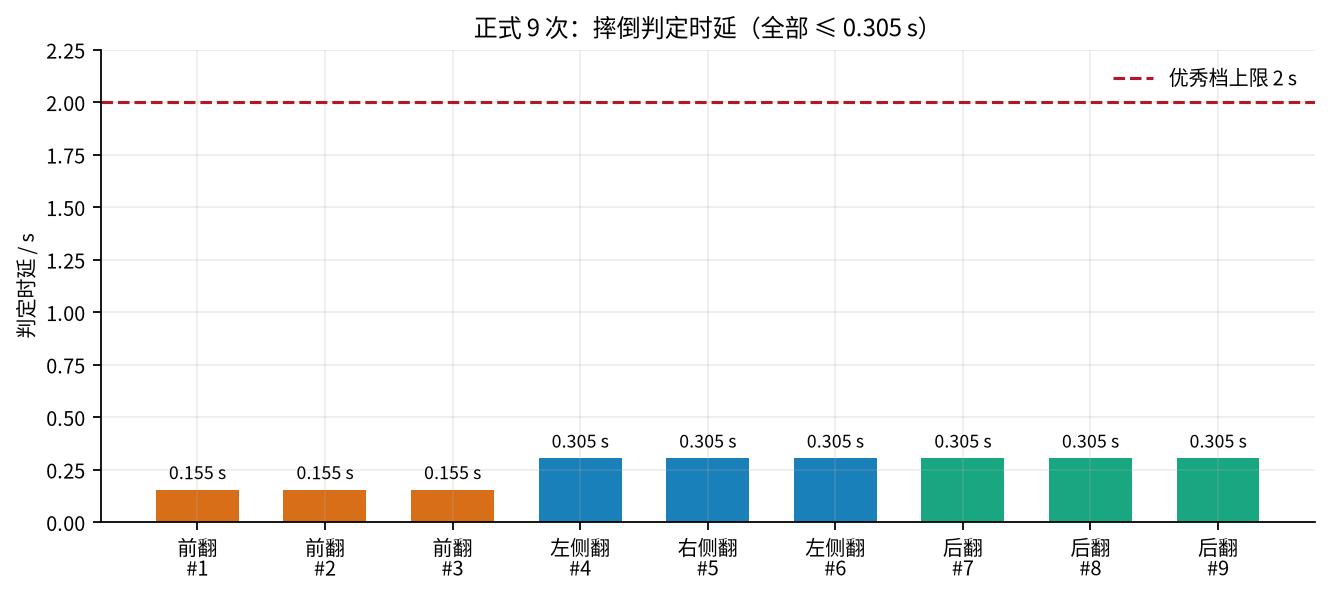 正式 9 次：摔倒判定时延（全部 ≤ 0.305 s）
优秀档上限 2 s
判定时延 / s
2.25
2.00
1.75
1.50
1.25
1.00
0.75
0.50
0.25
0.00
0.155 s
0.155 s
0.155 s
0.305 s
0.305 s
0.305 s
0.305 s
0.305 s
0.305 s
前翻
#1
前翻
#2
前翻
#3
左侧翻
#4
右侧翻
#5
左侧翻
#6
后翻
#7
后翻
#8
后翻
#9